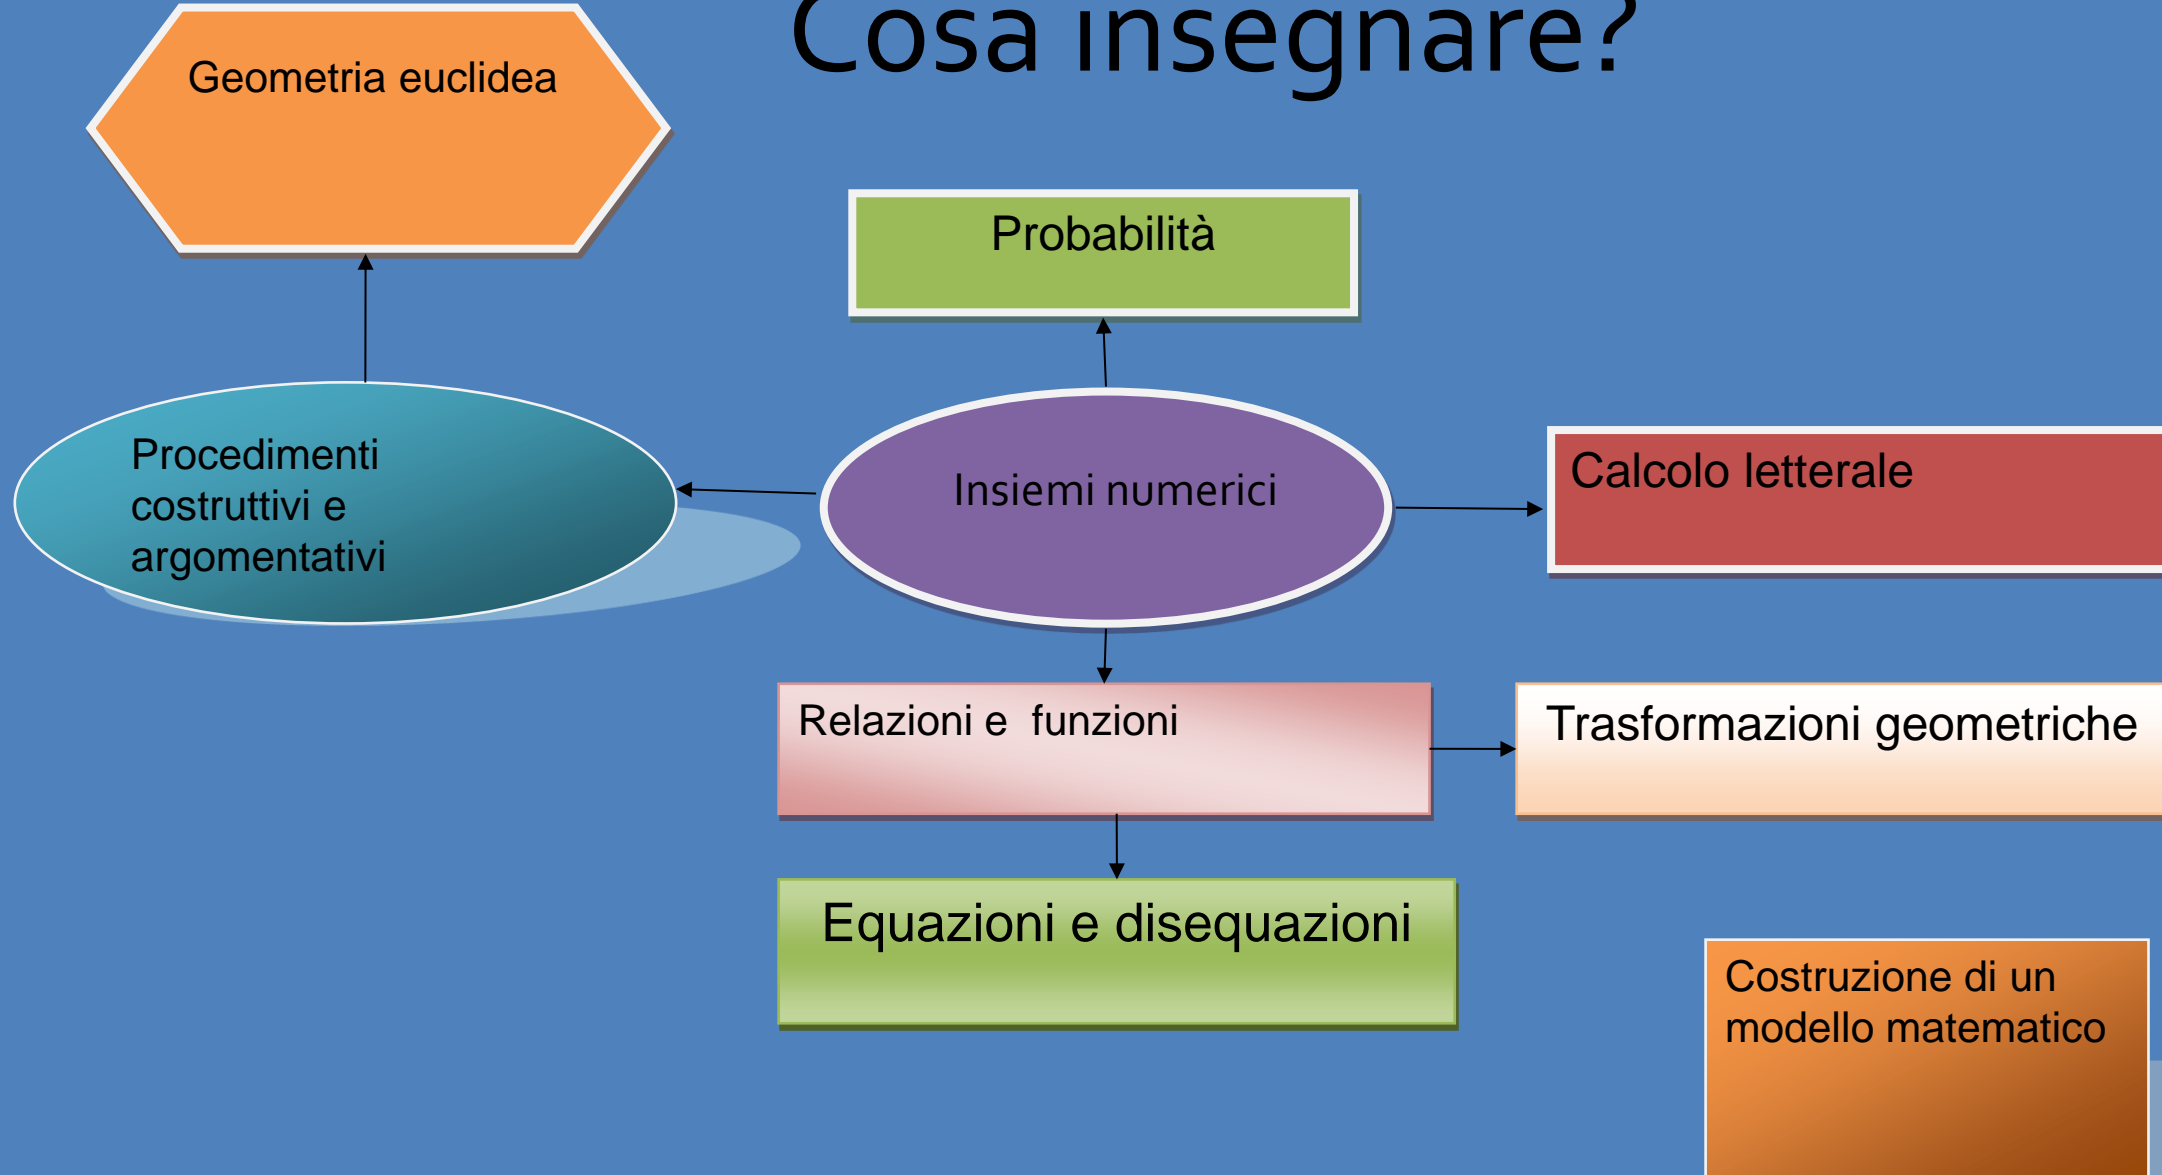 Cosa insegnare?
Geometria euclidea
Probabilità
Procedimenti
costruttivi e
argomentativi
Insiemi numerici
Calcolo letterale
Relazioni e  funzioni
Trasformazioni geometriche
Equazioni e disequazioni
Costruzione di un
modello matematico